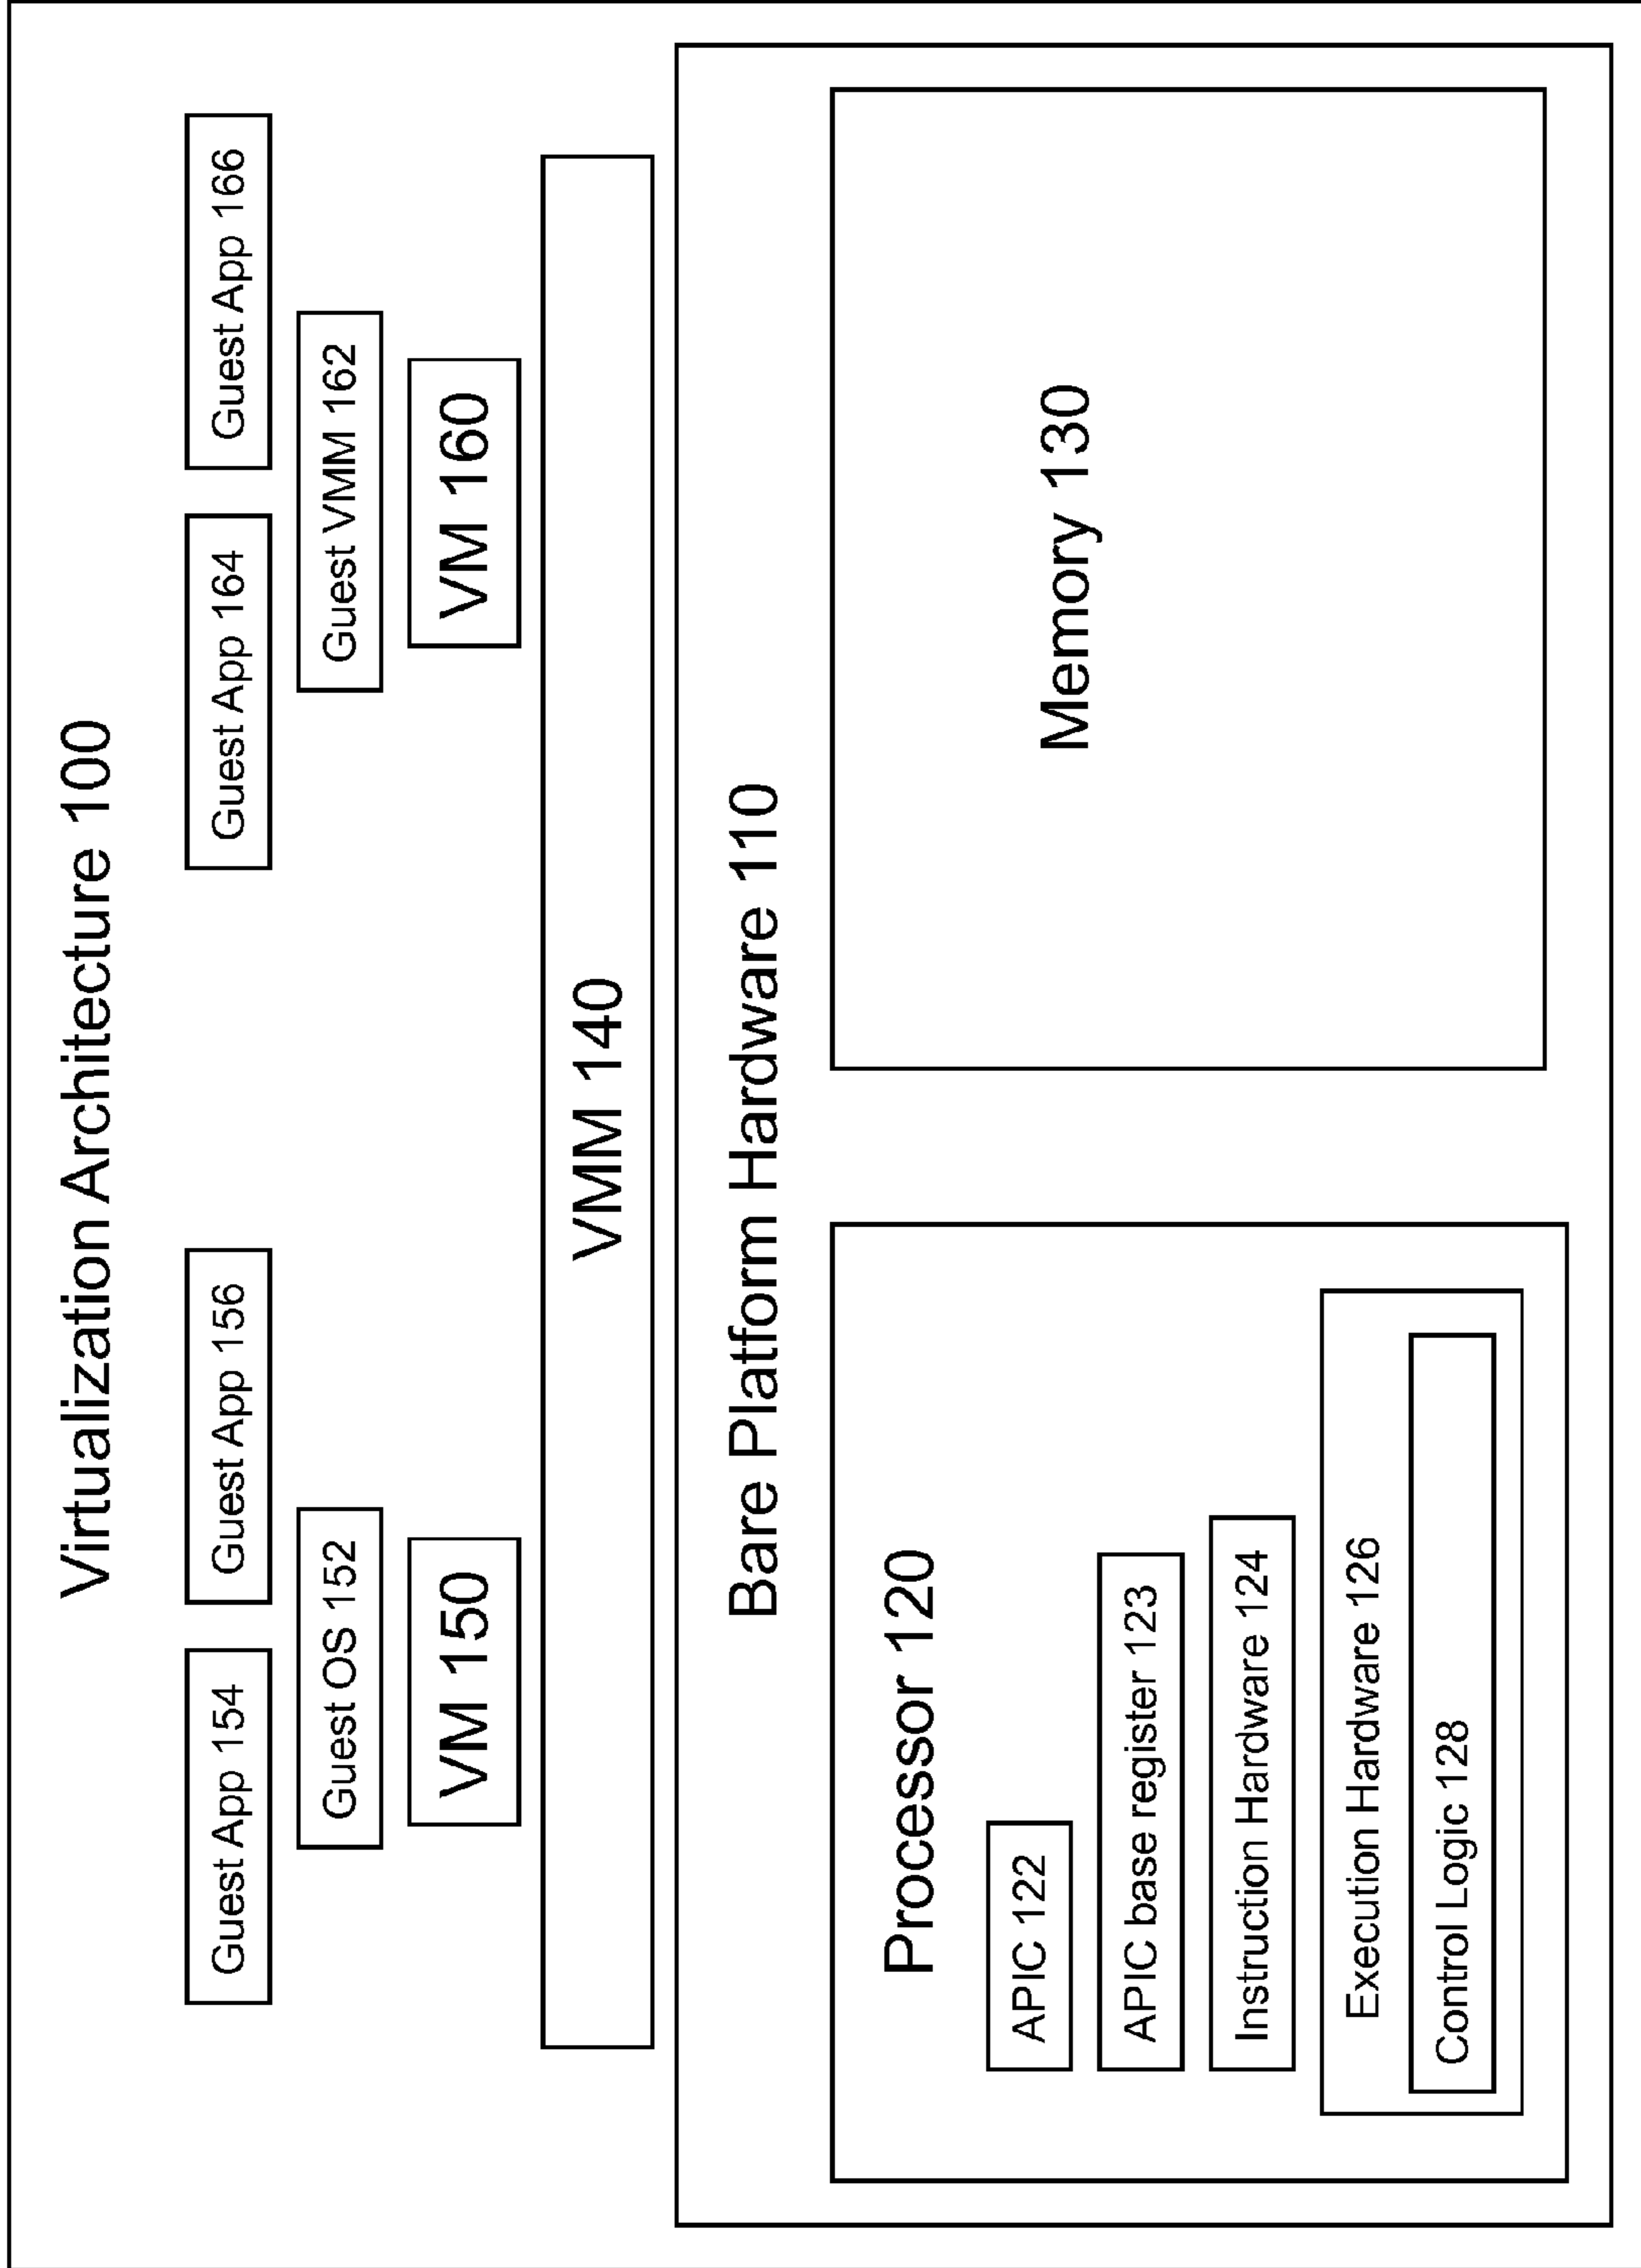 Virtualization Architecture 100
Guest App 154
Guest App 156
Guest App 164
Guest App 166
Guest OS 152
Guest VMM 162
VM 150
VM 160
VMM 140
Bare Platform Hardware 110
Processor 120
APIC 122
APIC base register 123
Instruction Hardware 124
Execution Hardware 126
Control Logic 128
Memory 130